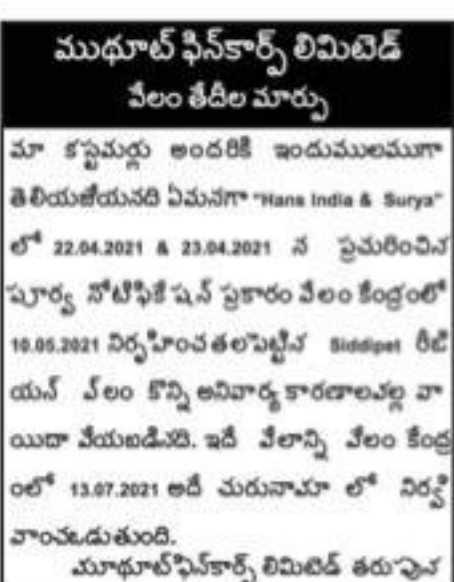 ముథూట్ ఫిన్‌కార్ప్ లిమిటెడ్
వేలం తేదీల మార్పు
మా కస్టమర్లు అందరికీ ఇందుములముగా
తెలియజేయనది ఏమనగా "Hans India & Surya"
లో 22.04.2021 & 23.04.2021 న ప్రచురించిన
పూర్వ నోటిఫికేషన్ ప్రకారం వేలం కేంద్రంలో
10.05.2021 నిర్వహించతలపెట్టిన Siddipet రీజి
యన్ వేలం కొన్ని అనివార్య కారణాలవల్ల వా
యిదా వేయబడినది. ఇదే వేలాన్ని వేలం కేంద్ర
ంలో 13.07.2021 అదే చురునామా లో నిర్వ
హించబడుతుంది.
ముథూట్ ఫిన్‌కార్ప్ లిమిటెడ్ తరుపున